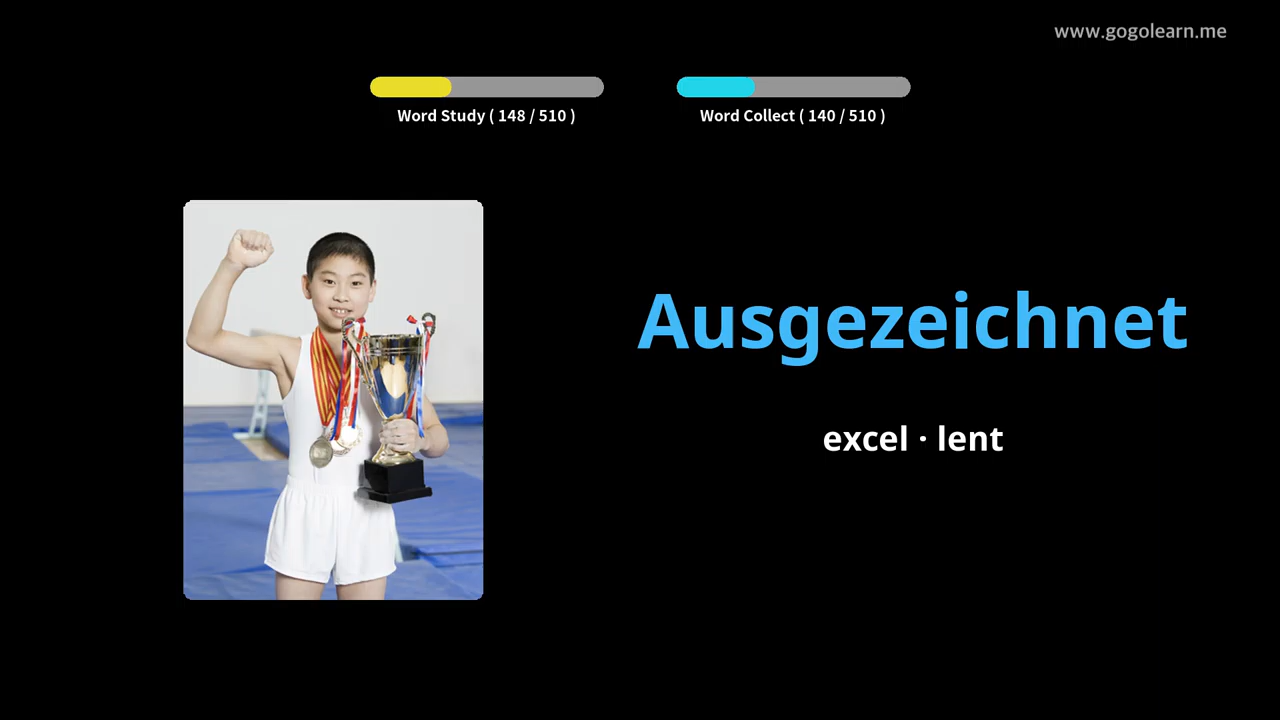 www.gogolearn.me
Word Study ( 148 / 510 )
Word Collect ( 140 / 510 )
Ausgezeichnet
excel · lent